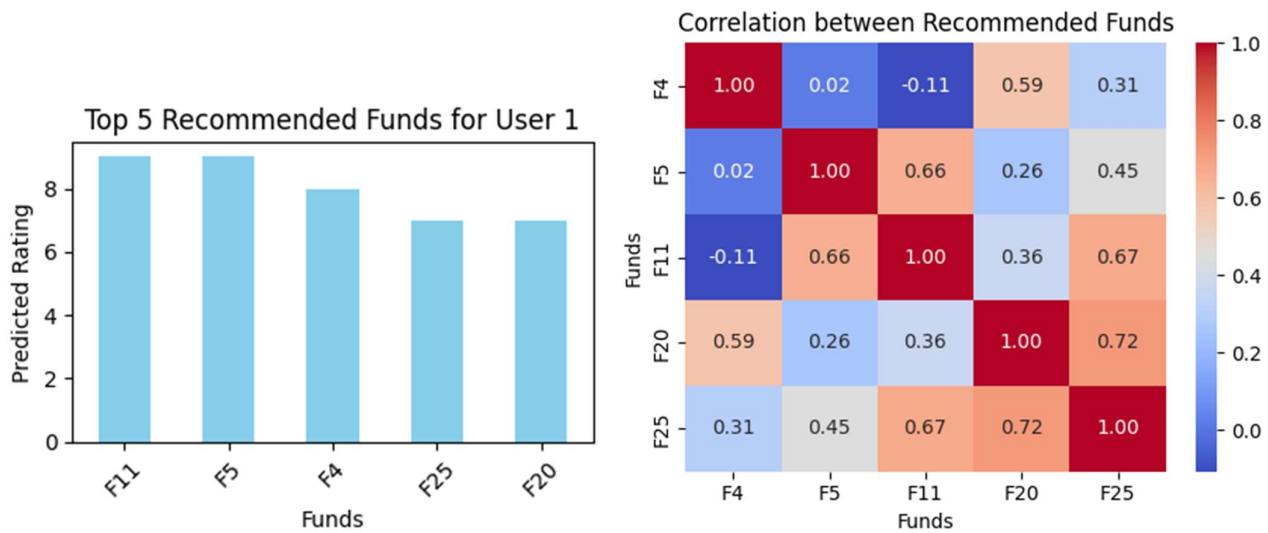 Top 5 Recommended Funds for User 1
Predicted Rating
8
6
4
2
0
F11 F5 F4 F25 F20
Funds
Correlation between Recommended Funds
Funds
F4 1.00 0.02 -0.11 0.59 0.31
F5 0.02 1.00 0.66 0.26 0.45
F11 -0.11 0.66 1.00 0.36 0.67
F20 0.59 0.26 0.36 1.00 0.72
F25 0.31 0.45 0.67 0.72 1.00
F4 F5 F11 F20 F25
Funds
1.0
0.8
0.6
0.4
0.2
0.0